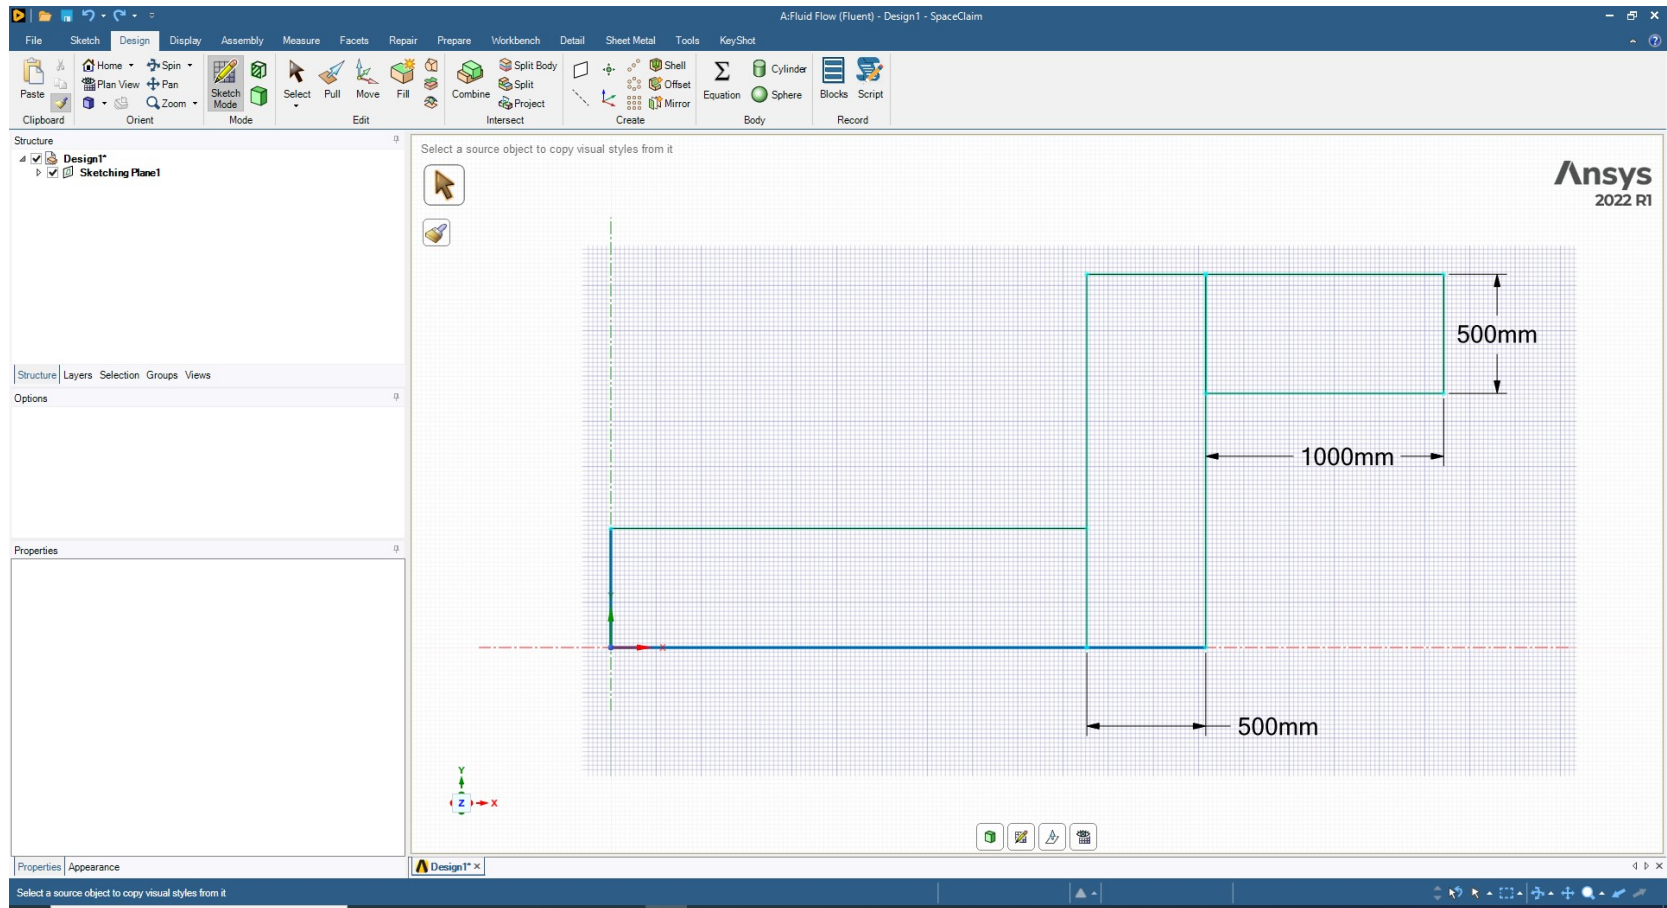 A:Fluid Flow (Fluent) - Design1 - SpaceClaim
File Sketch Design Display Assembly Measure Facets Repair Prepare Workbench Detail Sheet Metal Tools KeyShot
Paste
Clipboard
Home Spin
Plan View Pan
Zoom
Orient
Sketch
Mode
Mode
Select Pull Move Fill
Edit
Combine
Split Body
Split
Project
Intersect
Shell
Offset
Mirror
Create
Equation
Cylinder
Sphere
Body
Blocks Script
Record
Structure
Design1*
Sketching Plane1
Structure Layers Selection Groups Views
Options
Properties
Properties Appearance
Select a source object to copy visual styles from it
Ansys
2022 R1
500mm
1000mm
500mm
X
Y
Z X
Design1*
Select a source object to copy visual styles from it